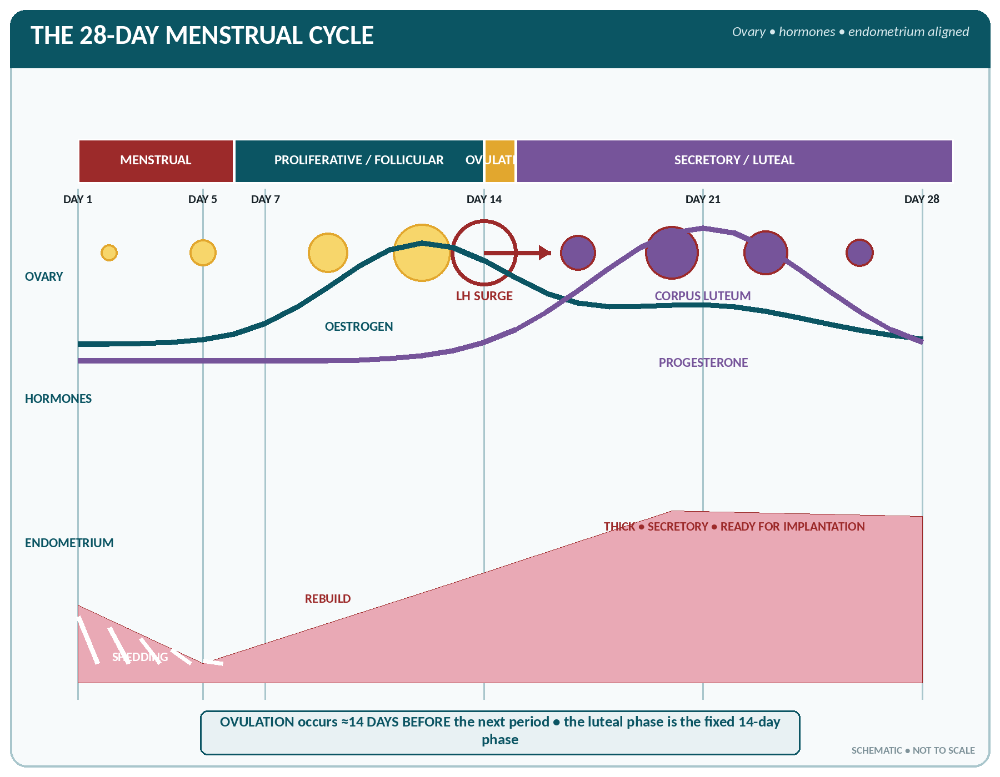 THE 28-DAY MENSTRUAL CYCLE
Ovary • hormones • endometrium aligned
MENSTRUAL
PROLIFERATIVE / FOLLICULAR
OVULATI
SECRETORY / LUTEAL
DAY 1
DAY 5
DAY 7
DAY 14
DAY 21
DAY 28
OVARY
LH SURGE
CORPUS LUTEUM
OESTROGEN
PROGESTERONE
HORMONES
THICK • SECRETORY • READY FOR IMPLANTATION
ENDOMETRIUM
REBUILD
SHEDDING
OVULATION occurs ≈14 DAYS BEFORE the next period • the luteal phase is the fixed 14-day
phase
SCHEMATIC • NOT TO SCALE